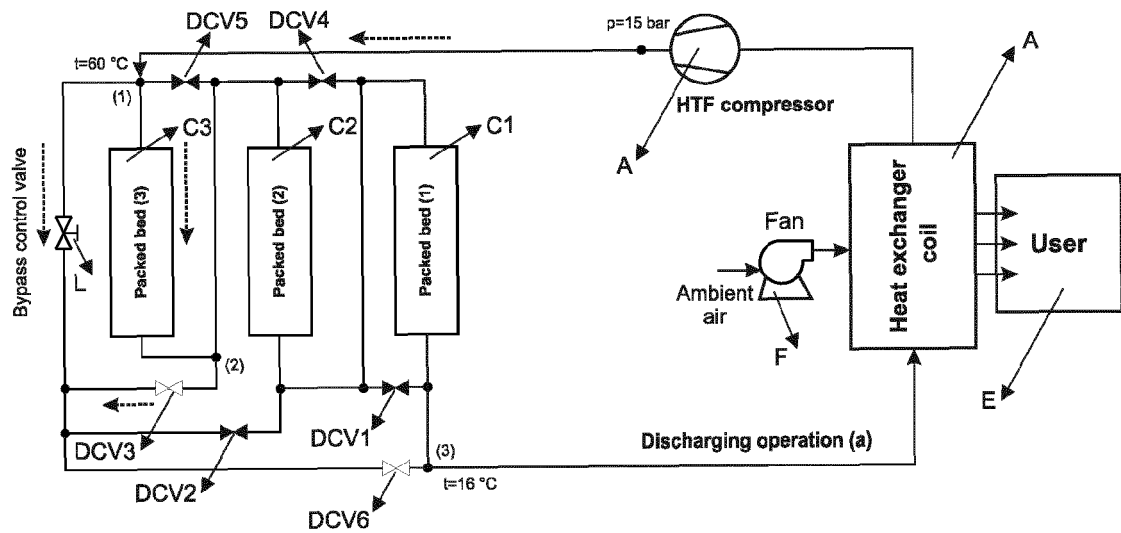 DCV5
DCV4
p=15 bar
t=60 °C
(1)
A
HTF compressor
A
C3
C2
C1
Bypass control valve
Packed bed (3)
Packed bed (2)
Packed bed (1)
L
Fan
Ambient
air
F
Heat exchanger
coil
User
E
(2)
DCV3
DCV1
DCV2
(3)
Discharging operation (a)
t=16 °C
DCV6